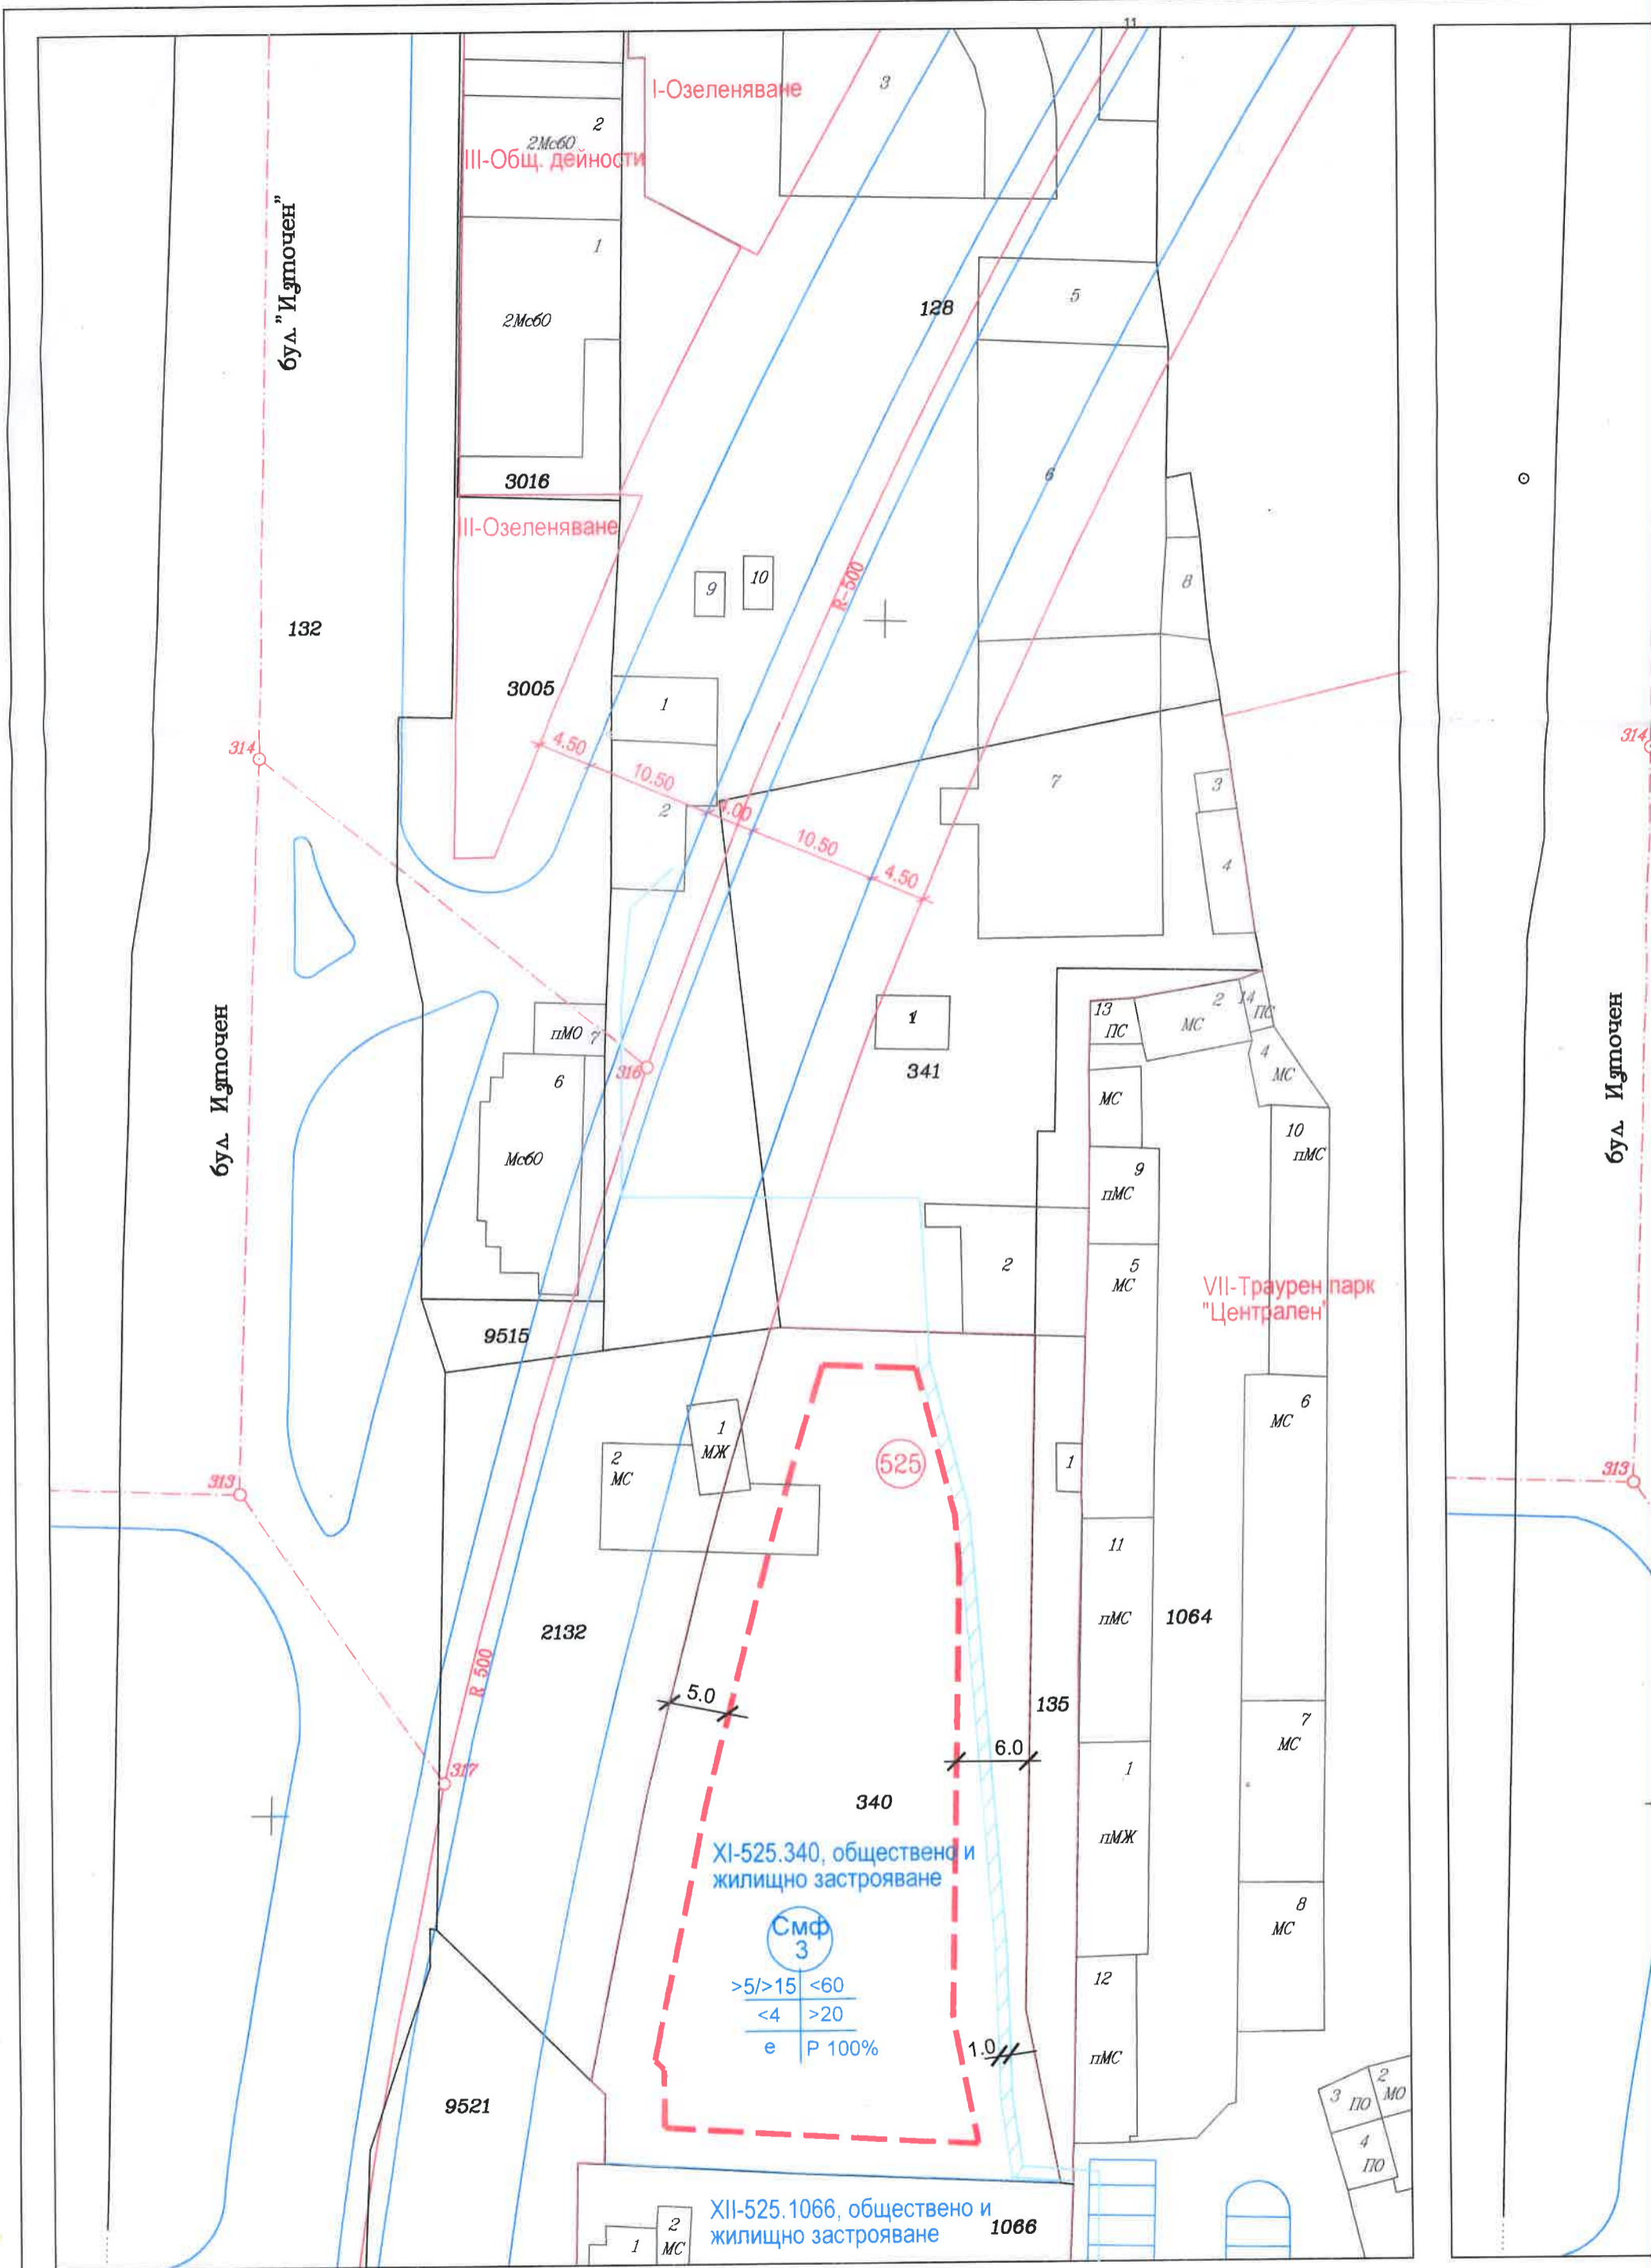 11
I-Озеленяване
3
2
2Мсб0
III-Общ. дейности
бул."Източен"
1
2Мсб0
128
5
3016
6
III-Озеленяване
9
10
R-500
8
132
3005
1
314
4.50
10.50
2
4.00
10.50
4.50
7
3
4
314
бул. Източен
пМО 7
316
6
Мсб0
1
341
13
ПС
2
МС
14
ПС
4
МС
МС
10
пМС
9
пМС
5
МС
2
VII-Траурен парк
"Централен"
бул. Източен
9515
1
МЖ
2
МС
525
1
6
МС
313
313
11
пМС
1064
2132
R 500
5.0
135
7
МС
6.0
317
1
пМЖ
340
XI-525.340, обществено и
жилищно застрояване
Смф
3
>5/>15 <60
<4 >20
е Р 100%
8
МС
12
пМС
1.0
9521
3 ПО
2 МО
4
ПО
XII-525.1066, обществено и
жилищно застрояване
1066
1
2
МС